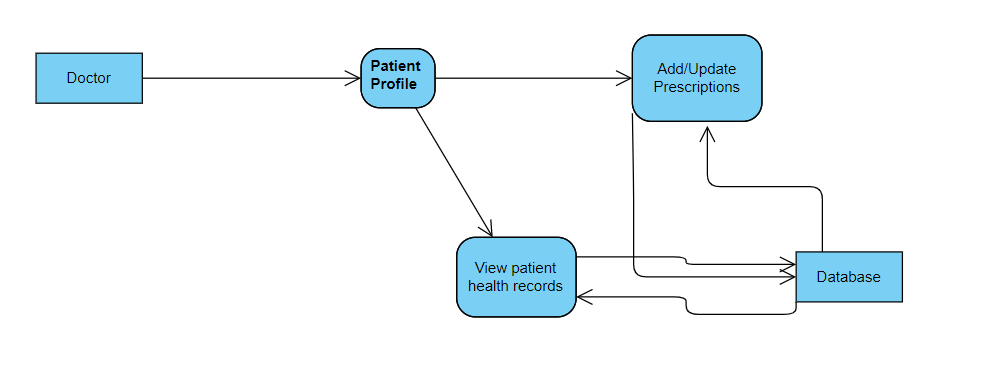 Doctor
Patient
Profile
Add/Update
Prescriptions
View patient
health records
Database